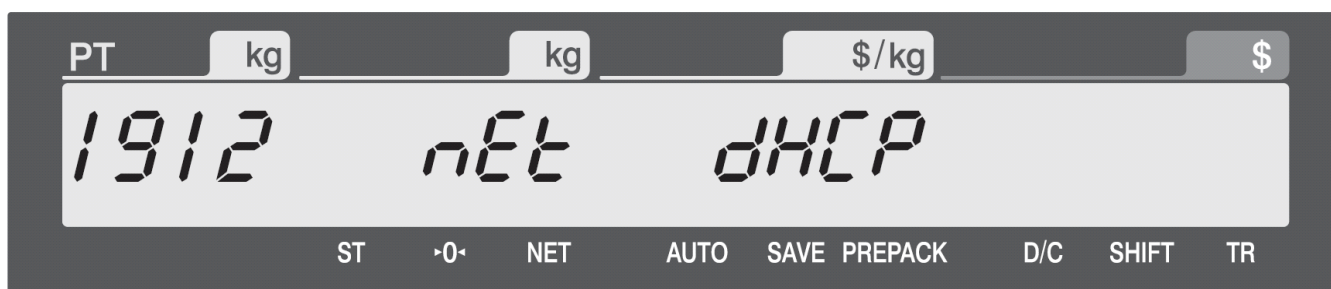 PT kg kg $/kg $
1912 nEt dHCP
ST ▸0◂ NET AUTO SAVE PREPACK D/C SHIFT TR